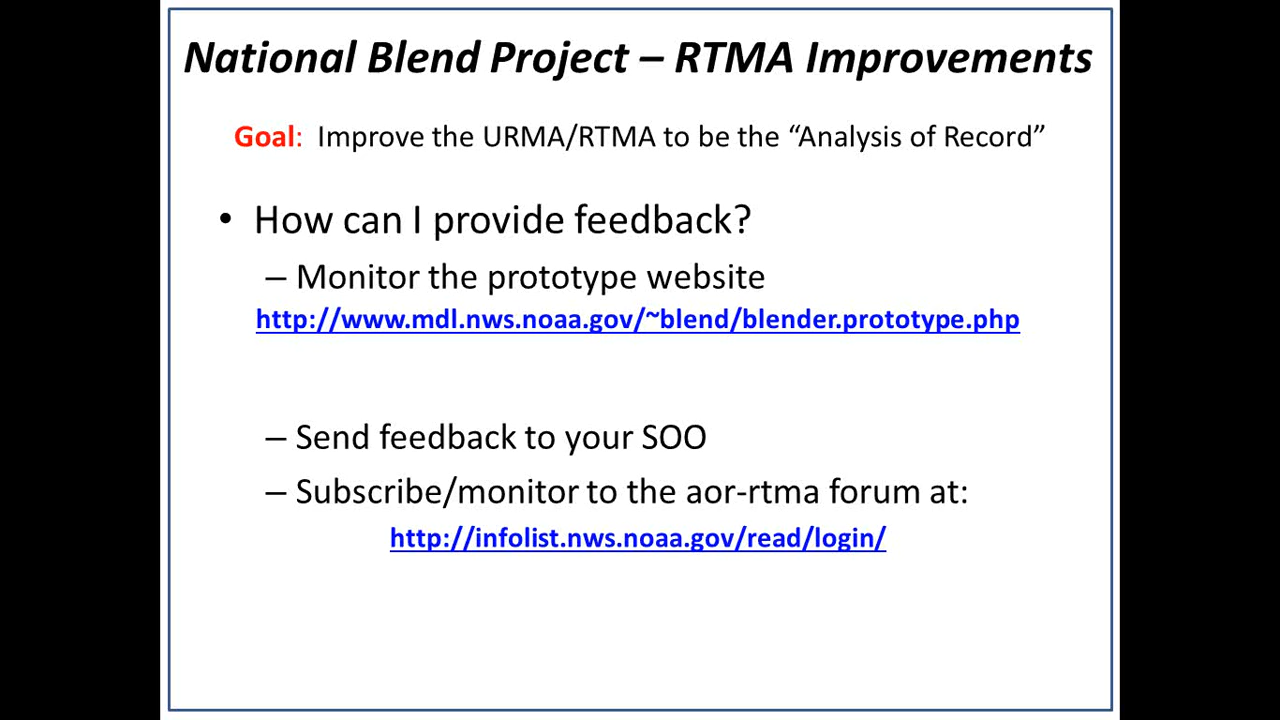 National Blend Project – RTMA Improvements
Goal: Improve the URMA/RTMA to be the “Analysis of Record”
• How can I provide feedback?
– Monitor the prototype website
http://www.mdl.nws.noaa.gov/~blend/blender.prototype.php
– Send feedback to your SOO
– Subscribe/monitor to the aor-rtma forum at:
http://infolist.nws.noaa.gov/read/login/